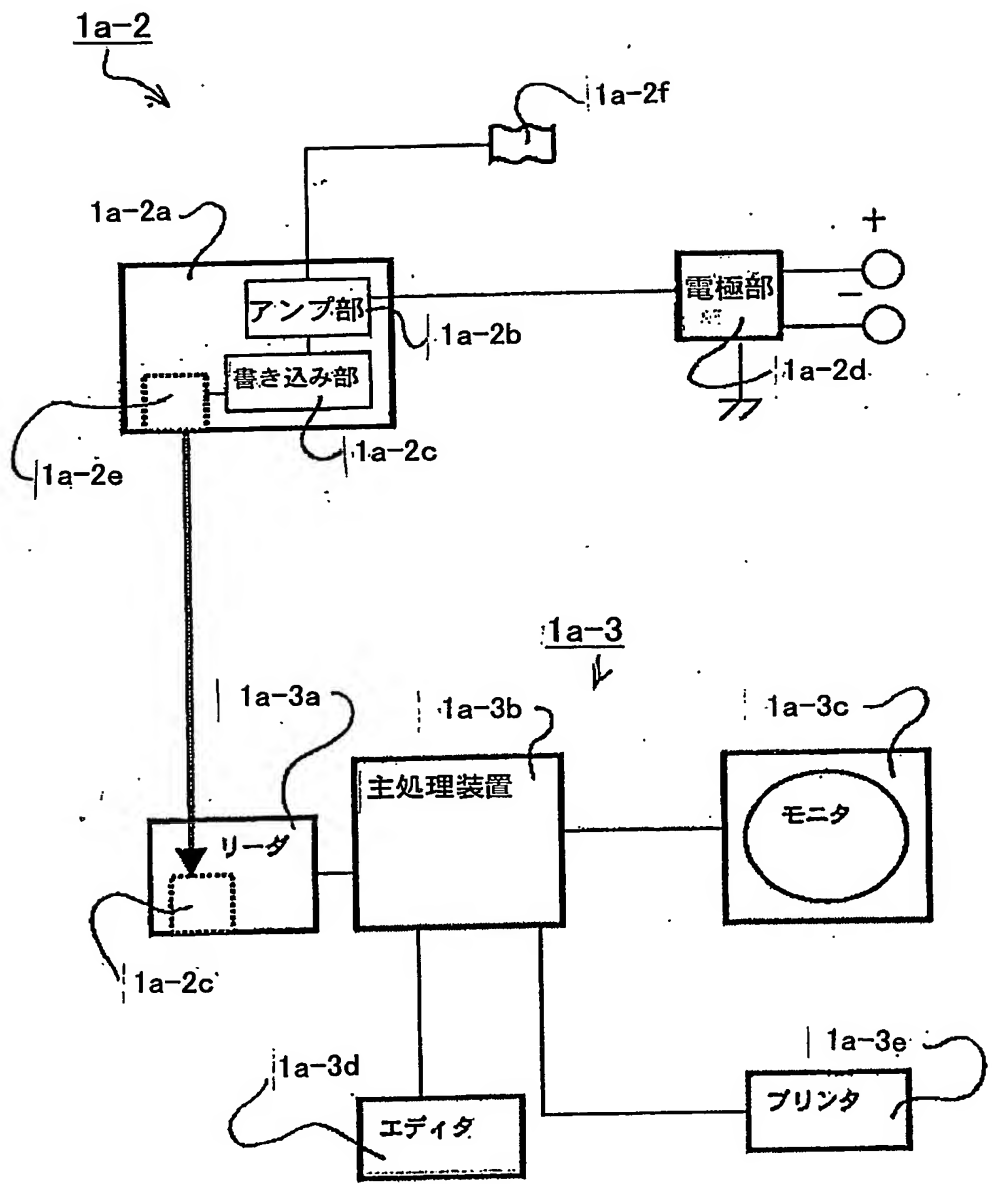 1a-2
1a-2f
1a-2a
+
アンプ部
電極部
−
1a-2b
1a-2d
書き込み部
1a-2c
1a-2e
1a-3
1a-3a
1a-3b
1a-3c
主処理装置
モニタ
リーダ
1a-2c
1a-3d
1a-3e
エディタ
プリンタ